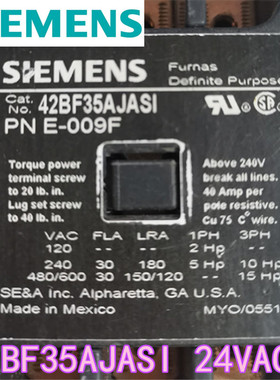 SIEMENS
SIEMENS
Furnas
Definite Purpose
Cat. No. 42BF35AJASI
PN E-009F
Torque power terminal screw to 20 lb. in.
Lug set screw to 40 lb. in.
Above 240V break all lines.
40 Amp per pole resistive.
Cu 75 C° wire.
VAC FLA LRA 1PH 3PH
120 -- -- 2 Hp --
240 30 180 5 Hp 10 Hp
480/600 30 150/120 -- 15 Hp
SE&A Inc. Alpharetta, GA U.S.A.
Made in Mexico MYO/0551
BF35AJASI 24VAC